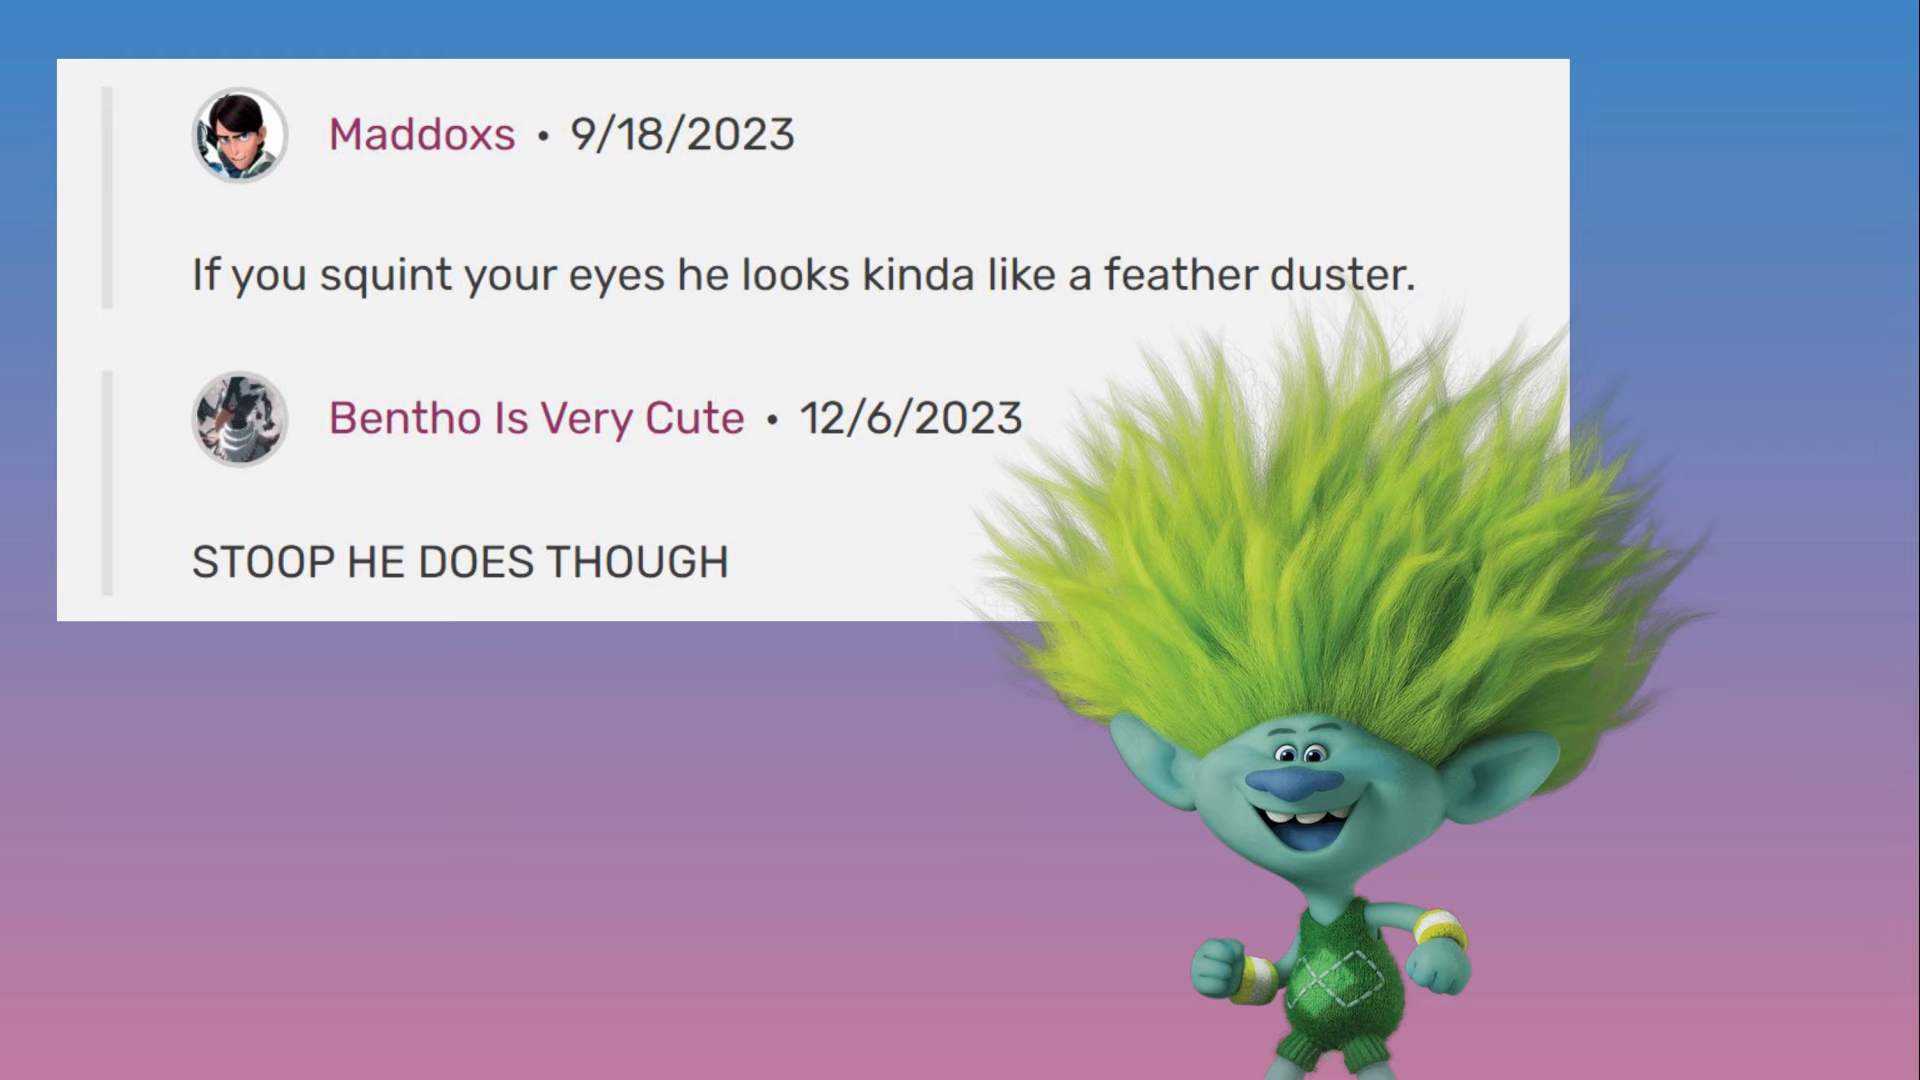 Maddoxs • 9/18/2023
If you squint your eyes he looks kinda like a feather duster.
Bentho Is Very Cute • 12/6/2023
STOOP HE DOES THOUGH